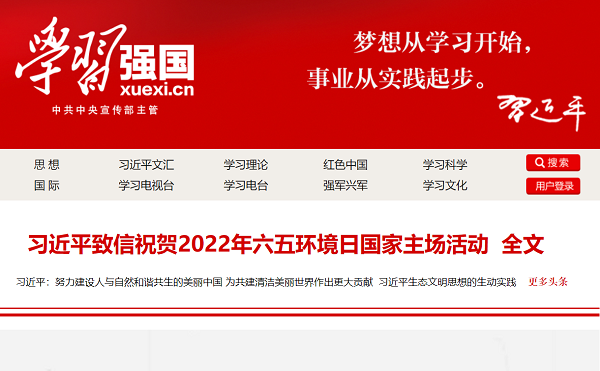 学習强国
xuexi.cn
中共中央宣传部主管
梦想从学习开始，
事业从实践起步。
习近平
思想 习近平文汇 学习理论 红色中国 学习科学 搜索
国际 学习电视台 学习电台 强军兴军 学习文化 用户登录
习近平致信祝贺2022年六五环境日国家主场活动 全文
习近平：努力建设人与自然和谐共生的美丽中国 为共建清洁美丽世界作出更大贡献 习近平生态文明思想的生动实践 更多头条